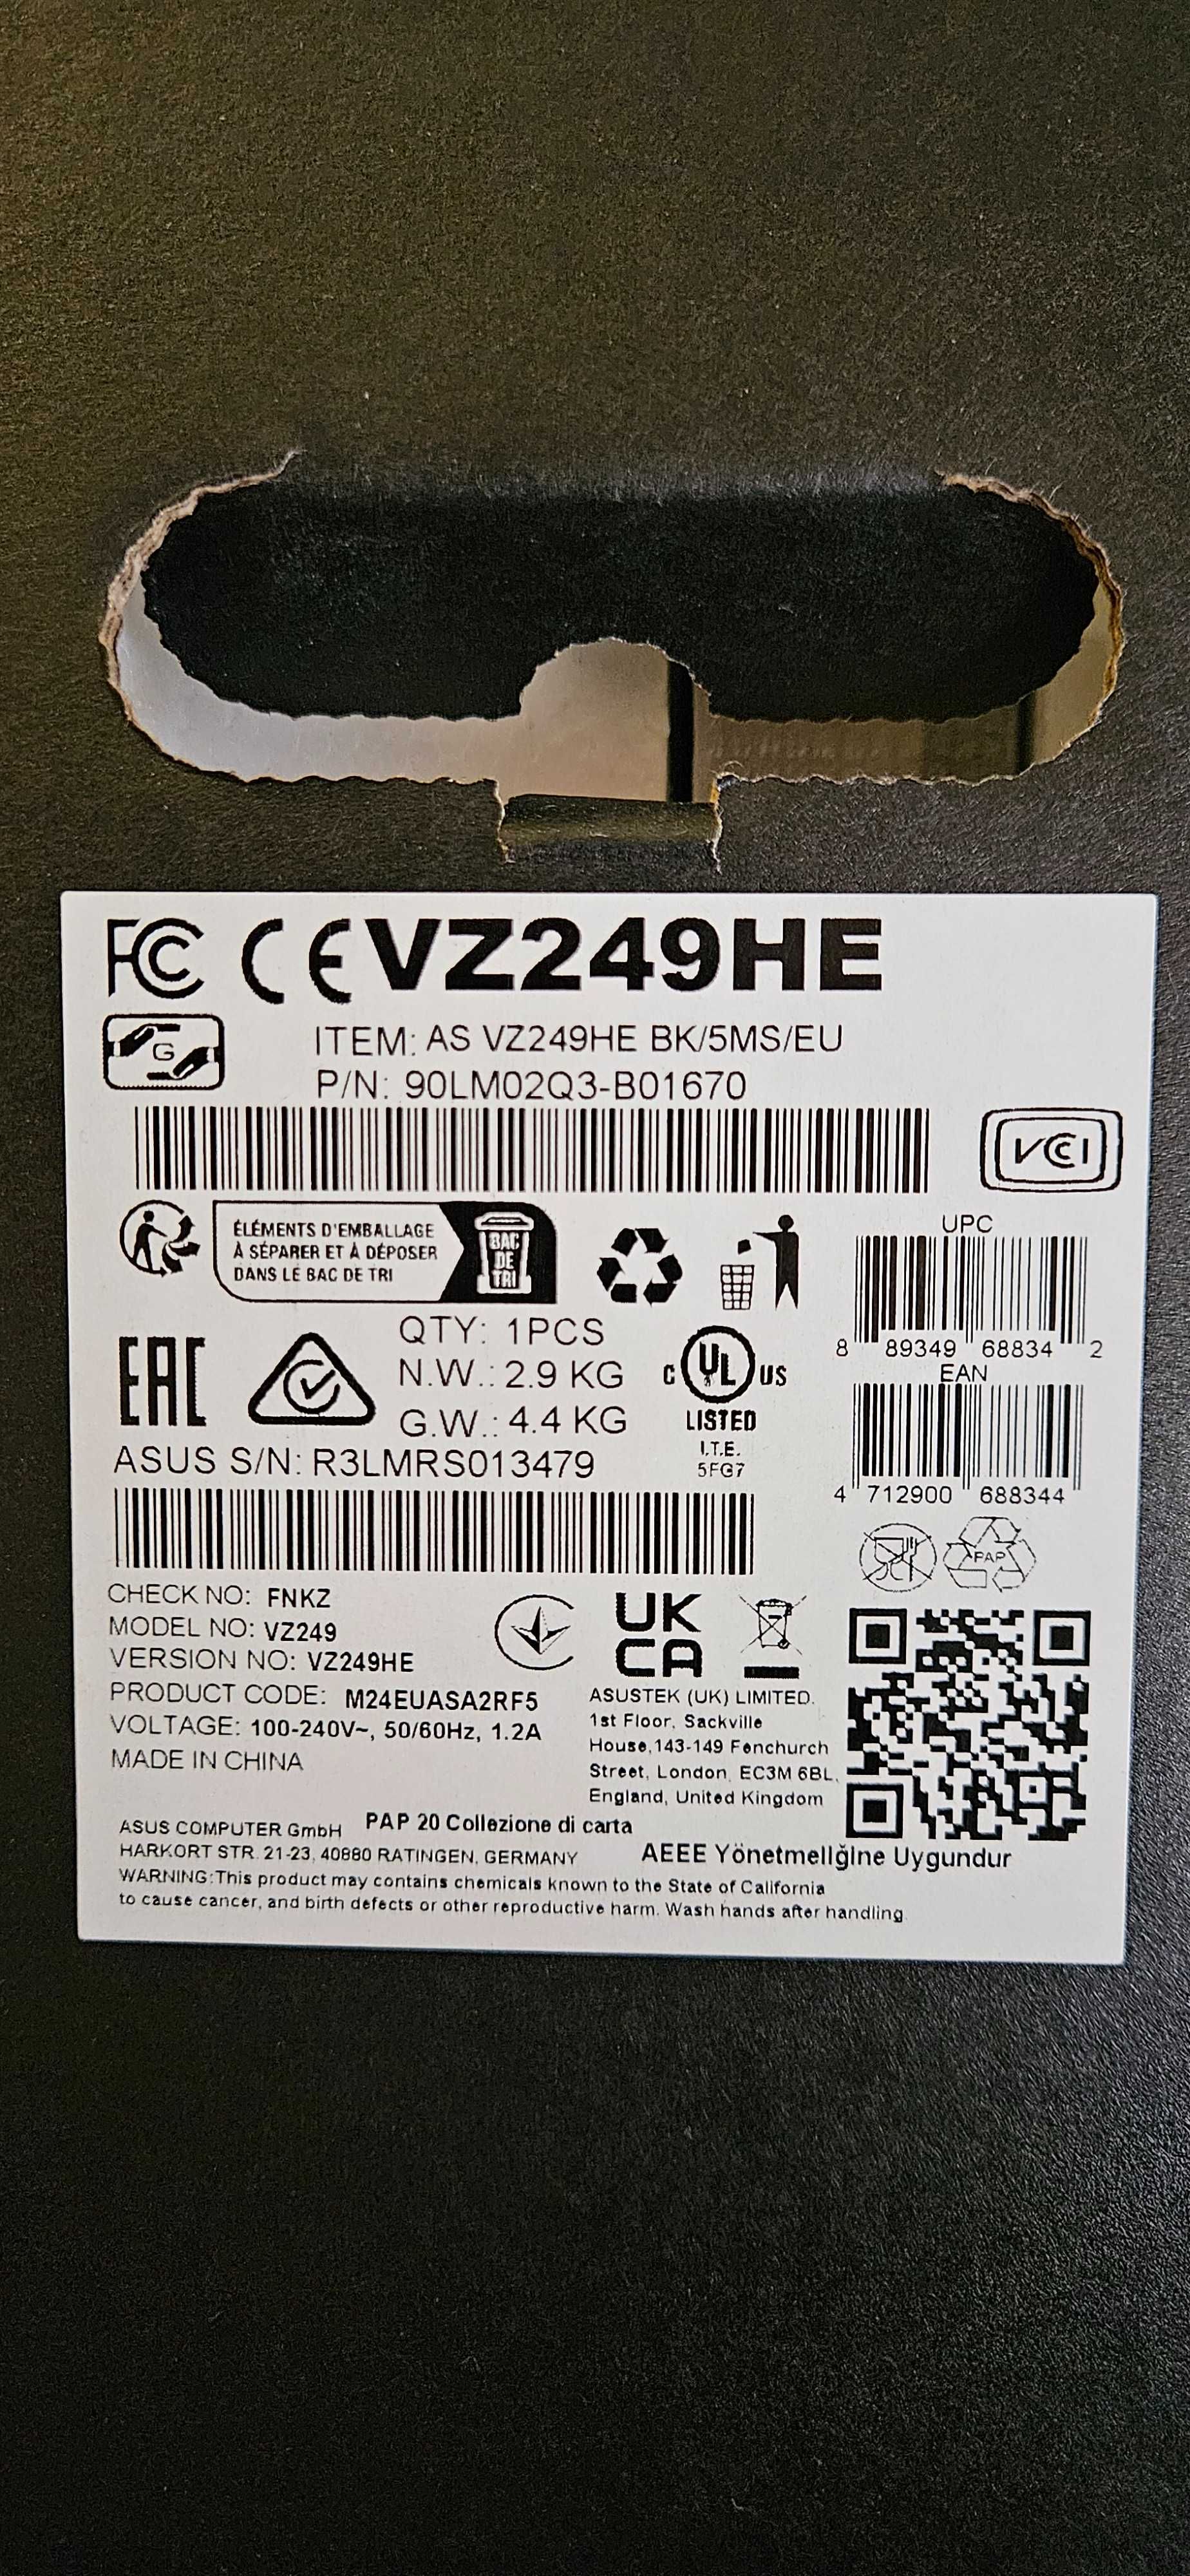 FC CE VZ249HE
G
ITEM: AS VZ249HE BK/5MS/EU
P/N: 90LM02Q3-B01670
VCCI
ÉLÉMENTS D'EMBALLAGE
À SÉPARER ET À DÉPOSER
DANS LE BAC DE TRI
BAC
DE
TRI
UPC
8 89349 68834 2
EAN
4 712900 688344
EAC
QTY: 1PCS
N.W.: 2.9 KG
G.W.: 4.4 KG
C UL US
LISTED
I.T.E.
5FG7
ASUS S/N: R3LMRS013479
PAP
CHECK NO: FNKZ
MODEL NO: VZ249
VERSION NO: VZ249HE
PRODUCT CODE: M24EUASA2RF5
VOLTAGE: 100-240V~, 50/60Hz, 1.2A
MADE IN CHINA
UK
CA
ASUSTEK (UK) LIMITED.
1st Floor, Sackville
House,143-149 Fenchurch
Street, London, EC3M 6BL,
England, United Kingdom
ASUS COMPUTER GmbH PAP 20 Collezione di carta
HARKORT STR. 21-23, 40880 RATINGEN, GERMANY AEEE Yönetmelİğİne Uygundur
WARNING:This product may contains chemicals known to the State of California
to cause cancer, and birth defects or other reproductive harm. Wash hands after handling.